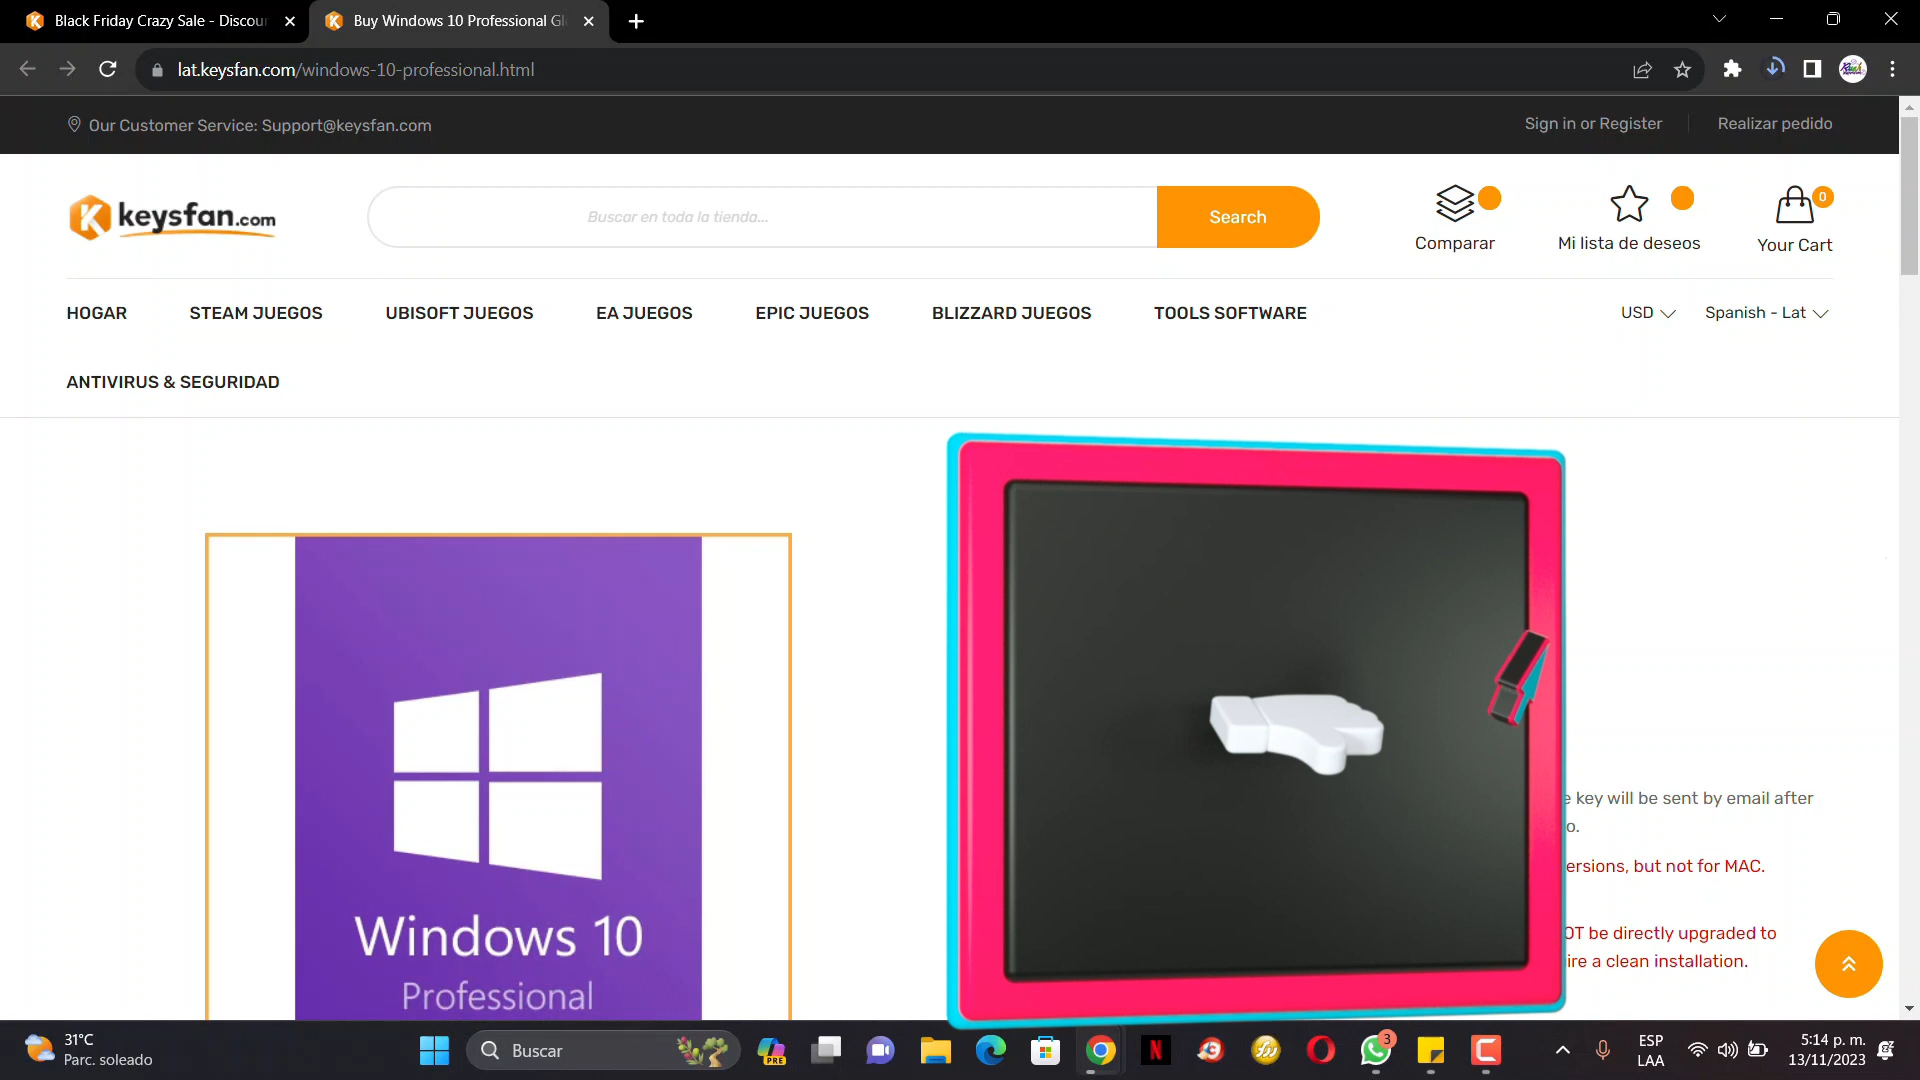 Black Friday Crazy Sale - Discou
Buy Windows 10 Professional Gl
lat.keysfan.com/windows-10-professional.html
Our Customer Service: Support@keysfan.com
Sign in or Register
Realizar pedido
keysfan.com
Buscar en toda la tienda...
Search
Comparar
Mi lista de deseos
0
Your Cart
HOGAR
STEAM JUEGOS
UBISOFT JUEGOS
EA JUEGOS
EPIC JUEGOS
BLIZZARD JUEGOS
TOOLS SOFTWARE
USD
Spanish - Lat
ANTIVIRUS & SEGURIDAD
Windows 10
Professional
e key will be sent by email after
o.
ersions, but not for MAC.
OT be directly upgraded to
ire a clean installation.
31°C
Parc. soleado
Buscar
PRE
3
ESP
LAA
5:14 p. m.
13/11/2023